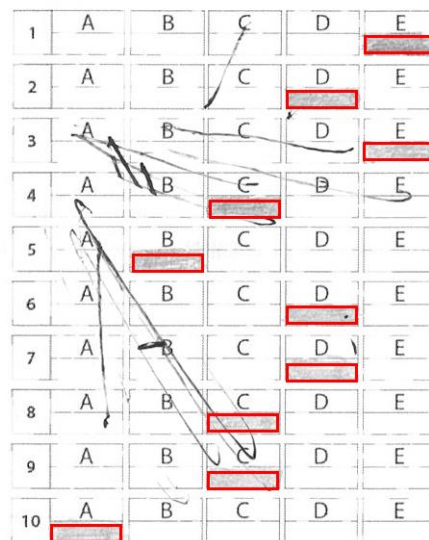 1 A B C D E
2 A B C D E
3 A B C D E
4 A B C D E
5 A B C D E
6 A B C D E
7 A B C D E
8 A B C D E
9 A B C D E
10 A B C D E